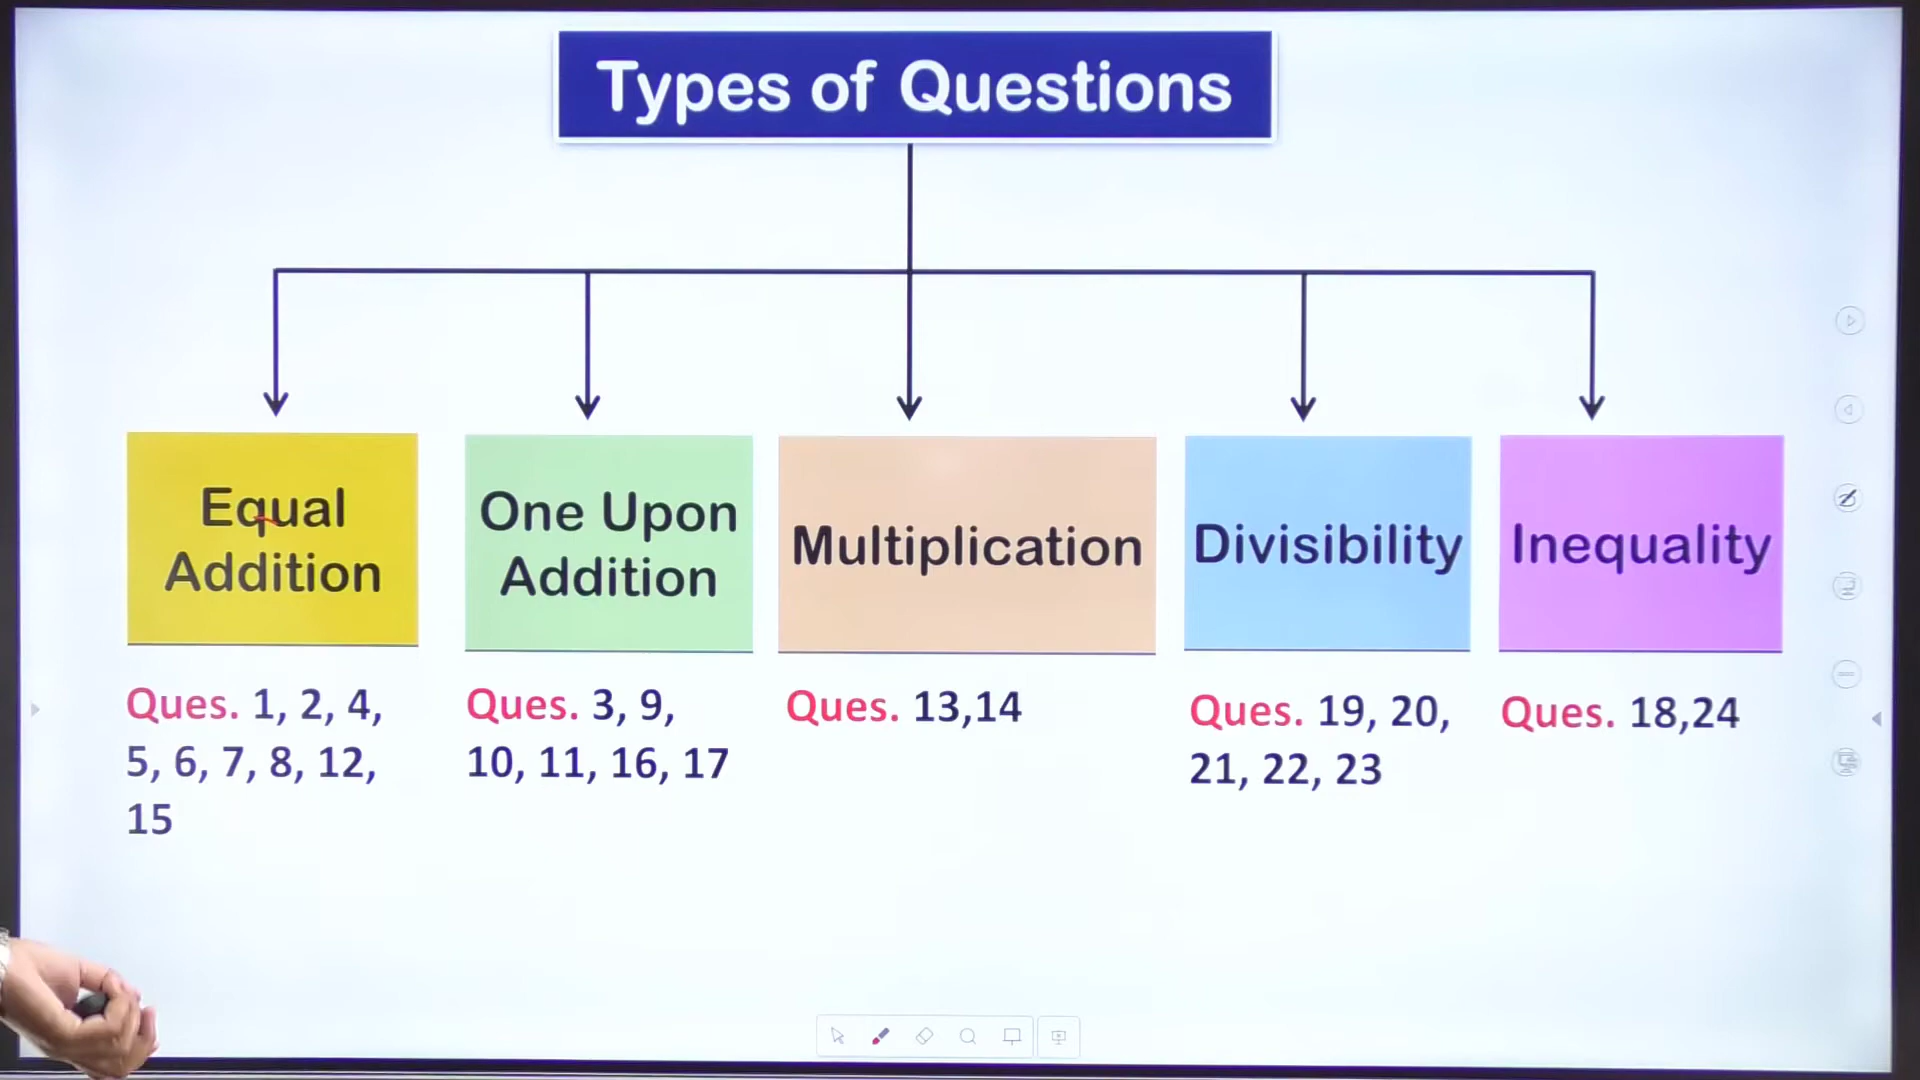 Types of Questions
Equal
Addition
One Upon
Addition
Multiplication
Divisibility
Inequality
Ques. 1, 2, 4,
5, 6, 7, 8, 12,
15
Ques. 3, 9,
10, 11, 16, 17
Ques. 13,14
Ques. 19, 20,
21, 22, 23
Ques. 18,24